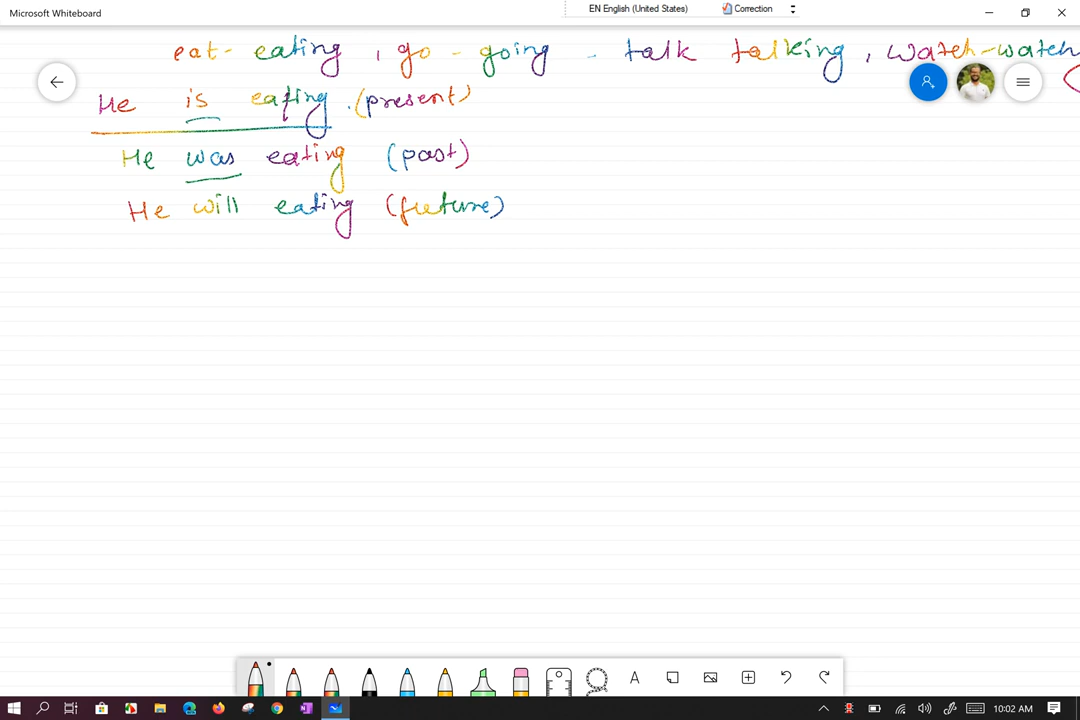 Microsoft Whiteboard
EN English (United States) Correction
eat - eating , go - going - talk talking , watch-watch
He is eating . (present)
He was eating (past)
He will eating (future)
10:02 AM